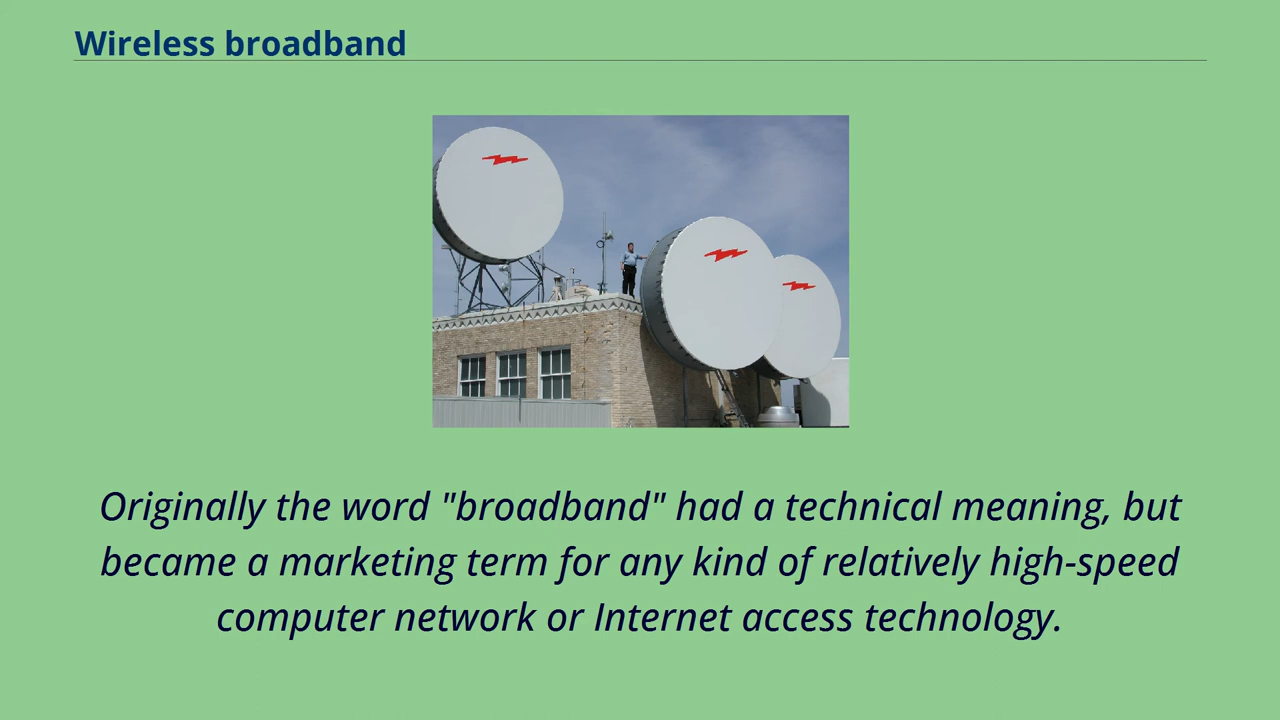 Wireless broadband
Originally the word "broadband" had a technical meaning, but
became a marketing term for any kind of relatively high-speed
computer network or Internet access technology.